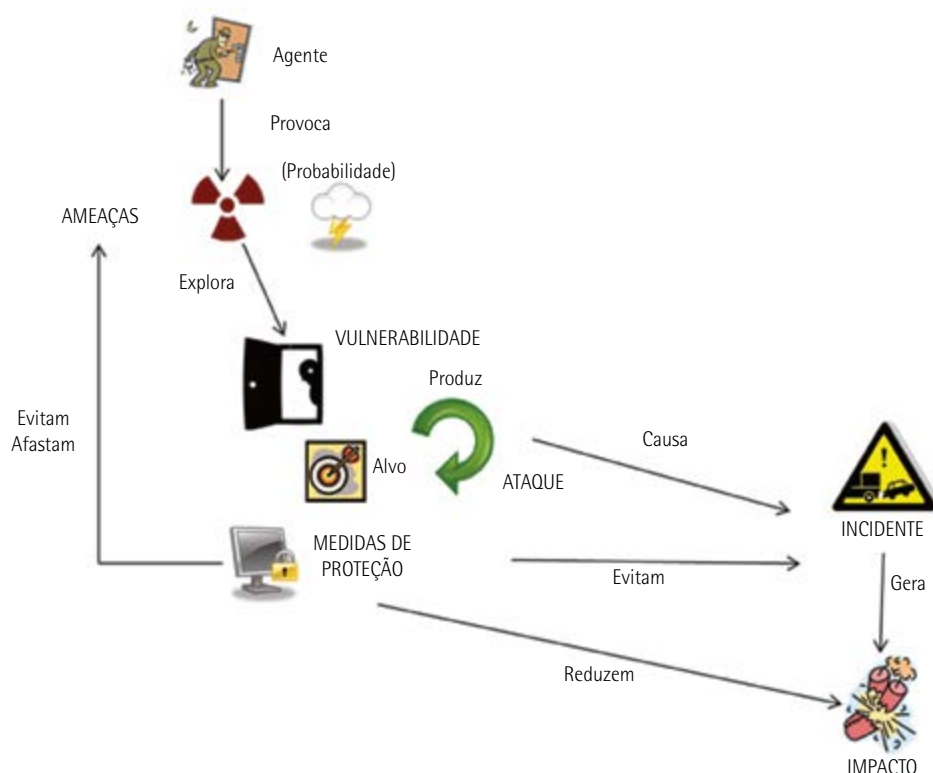 Agente
Provoca
(Probabilidade)
AMEAÇAS
Explora
VULNERABILIDADE
Produz
Evitam
Afastam
Causa
Alvo
ATAQUE
INCIDENTE
MEDIDAS DE
PROTEÇÃO
Evitam
Gera
Reduzem
IMPACTO